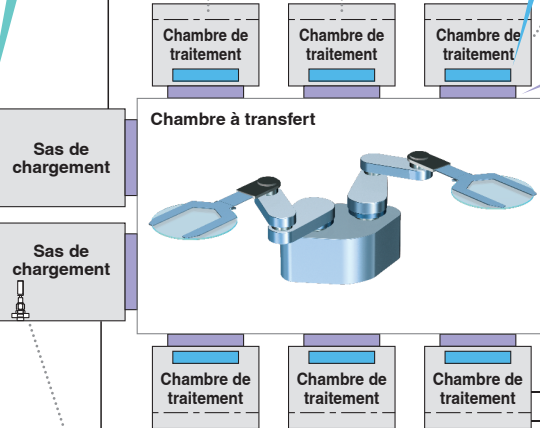 Chambre de
traitement
Chambre de
traitement
Chambre de
traitement
Chambre à transfert
Sas de
chargement
Sas de
chargement
Chambre de
traitement
Chambre de
traitement
Chambre de
traitement